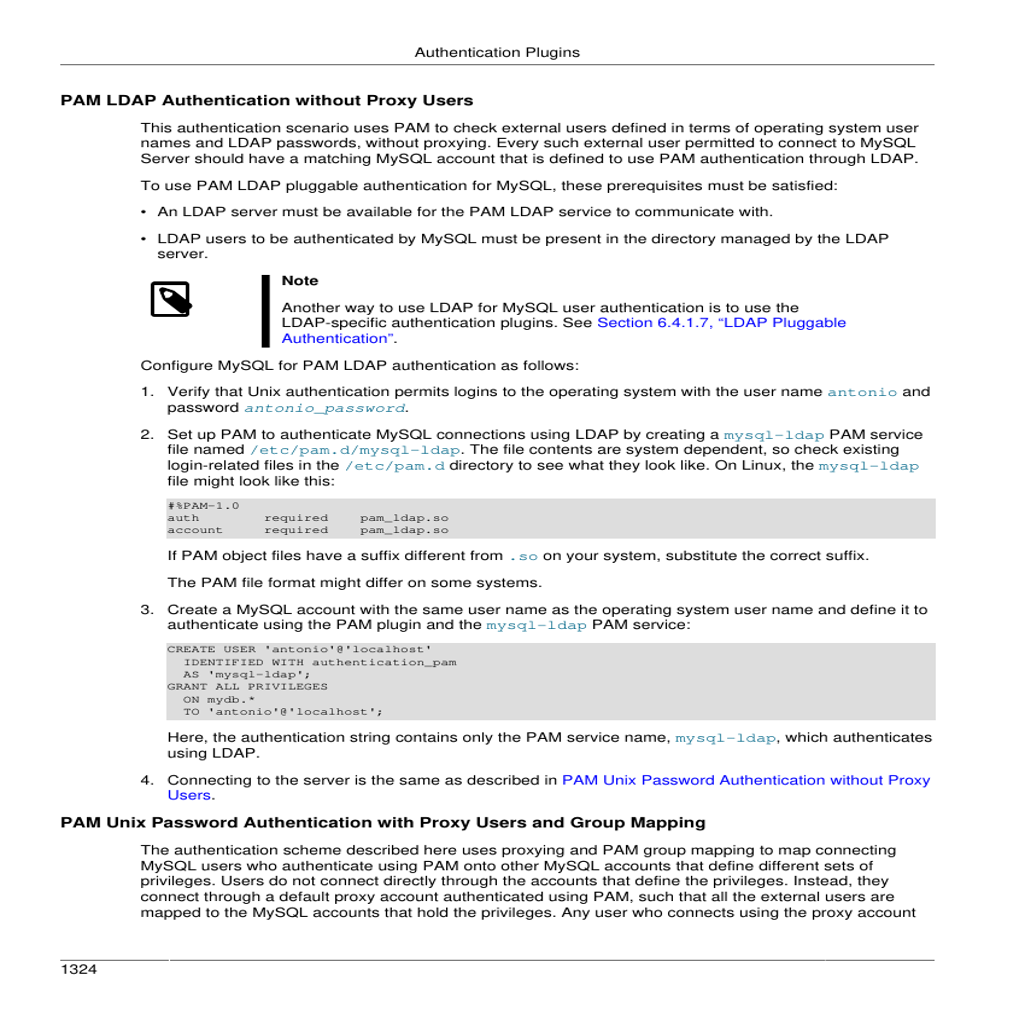 Authentication Plugins
PAM LDAP Authentication without Proxy Users
This authentication scenario uses PAM to check external users defined in terms of operating system user
names and LDAP passwords, without proxying. Every such external user permitted to connect to MySQL
Server should have a matching MySQL account that is defined to use PAM authentication through LDAP.
To use PAM LDAP pluggable authentication for MySQL, these prerequisites must be satisfied:
• An LDAP server must be available for the PAM LDAP service to communicate with.
• LDAP users to be authenticated by MySQL must be present in the directory managed by the LDAP
server.
Note
Another way to use LDAP for MySQL user authentication is to use the
LDAP-specific authentication plugins. See Section 6.4.1.7, “LDAP Pluggable
Authentication”.
Configure MySQL for PAM LDAP authentication as follows:
1. Verify that Unix authentication permits logins to the operating system with the user name antonio and
password antonio_password.
2. Set up PAM to authenticate MySQL connections using LDAP by creating a mysql-ldap PAM service
file named /etc/pam.d/mysql-ldap. The file contents are system dependent, so check existing
login-related files in the /etc/pam.d directory to see what they look like. On Linux, the mysql-ldap
file might look like this:
#%PAM-1.0
auth required pam_ldap.so
account required pam_ldap.so
If PAM object files have a suffix different from .so on your system, substitute the correct suffix.
The PAM file format might differ on some systems.
3. Create a MySQL account with the same user name as the operating system user name and define it to
authenticate using the PAM plugin and the mysql-ldap PAM service:
CREATE USER 'antonio'@'localhost'
IDENTIFIED WITH authentication_pam
AS 'mysql-ldap';
GRANT ALL PRIVILEGES
ON mydb.*
TO 'antonio'@'localhost';
Here, the authentication string contains only the PAM service name, mysql-ldap, which authenticates
using LDAP.
4. Connecting to the server is the same as described in PAM Unix Password Authentication without Proxy
Users.
PAM Unix Password Authentication with Proxy Users and Group Mapping
The authentication scheme described here uses proxying and PAM group mapping to map connecting
MySQL users who authenticate using PAM onto other MySQL accounts that define different sets of
privileges. Users do not connect directly through the accounts that define the privileges. Instead, they
connect through a default proxy account authenticated using PAM, such that all the external users are
mapped to the MySQL accounts that hold the privileges. Any user who connects using the proxy account
1324